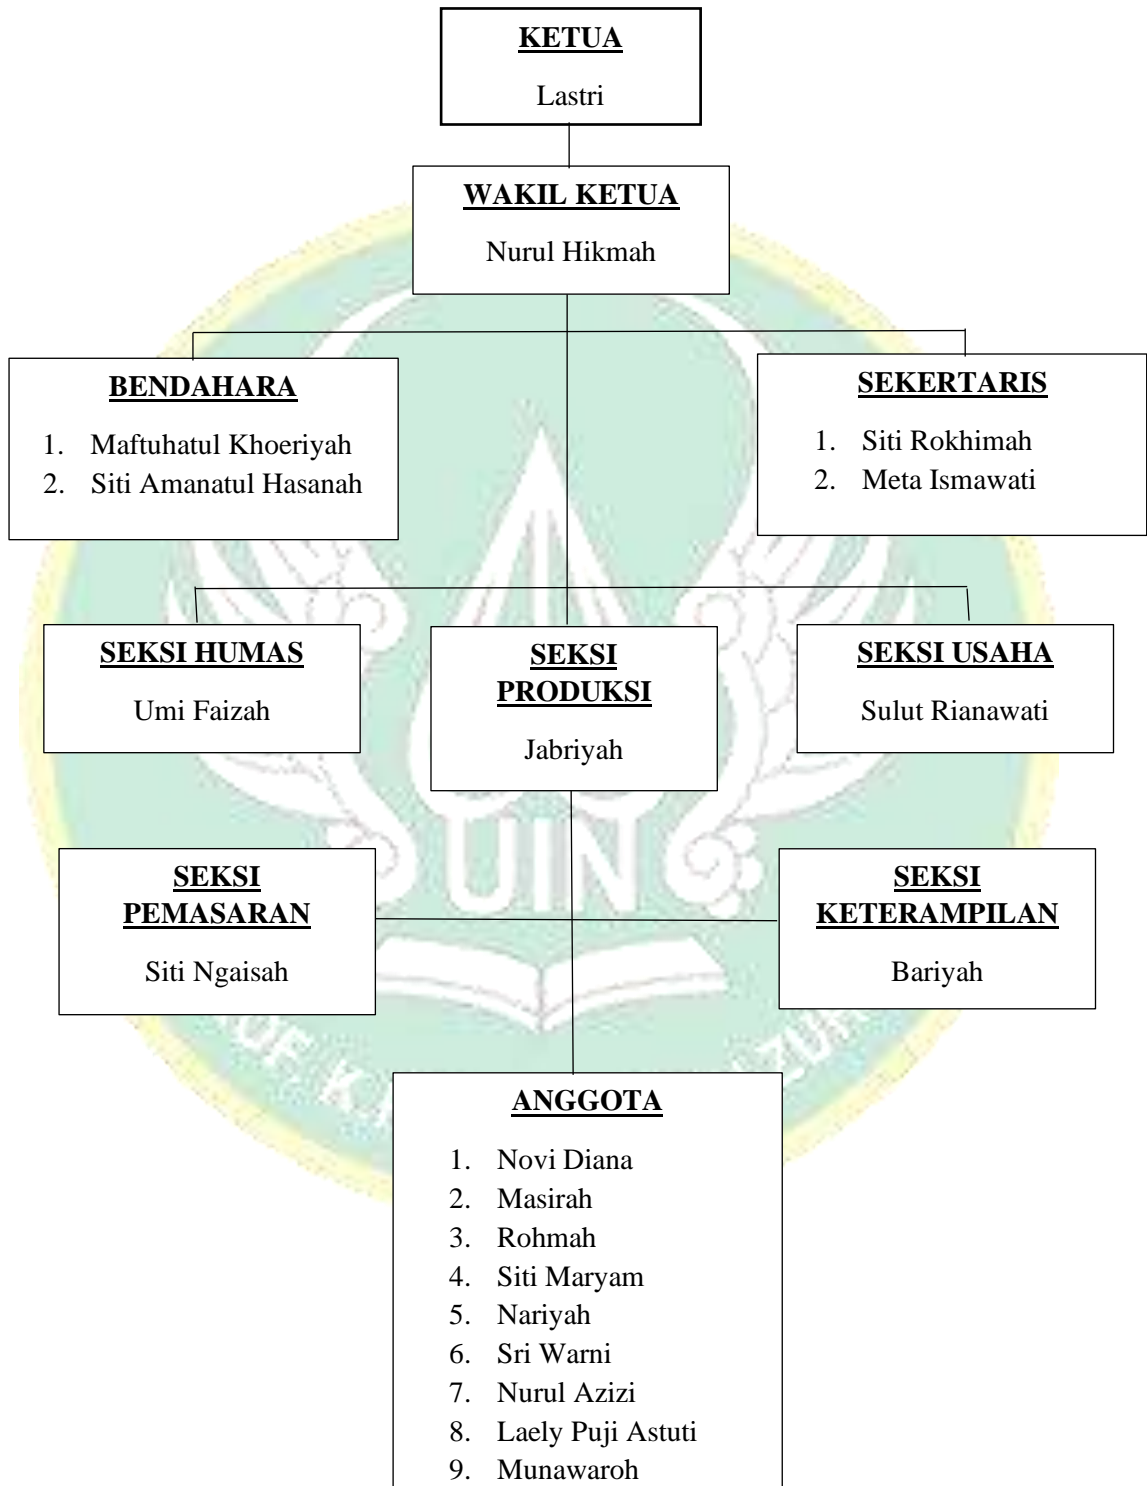 KETUA
Lastri
WAKIL KETUA
Nurul Hikmah
BENDAHARA
1. Maftuhatul Khoeriyah
2. Siti Amanatul Hasanah
SEKERTARIS
1. Siti Rokhimah
2. Meta Ismawati
SEKSI HUMAS
Umi Faizah
SEKSI
PRODUKSI
Jabriyah
SEKSI USAHA
Sulut Rianawati
SEKSI
PEMASARAN
Siti Ngaisah
SEKSI
KETERAMPILAN
Bariyah
UIN
ANGGOTA
1. Novi Diana
2. Masirah
3. Rohmah
4. Siti Maryam
5. Nariyah
6. Sri Warni
7. Nurul Azizi
8. Laely Puji Astuti
9. Munawaroh